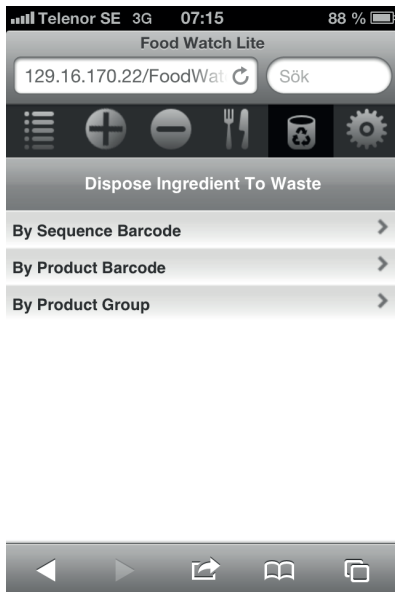 Telenor SE 3G 07:15 88 %
Food Watch Lite
129.16.170.22/FoodWat
Sök
Dispose Ingredient To Waste
By Sequence Barcode
By Product Barcode
By Product Group